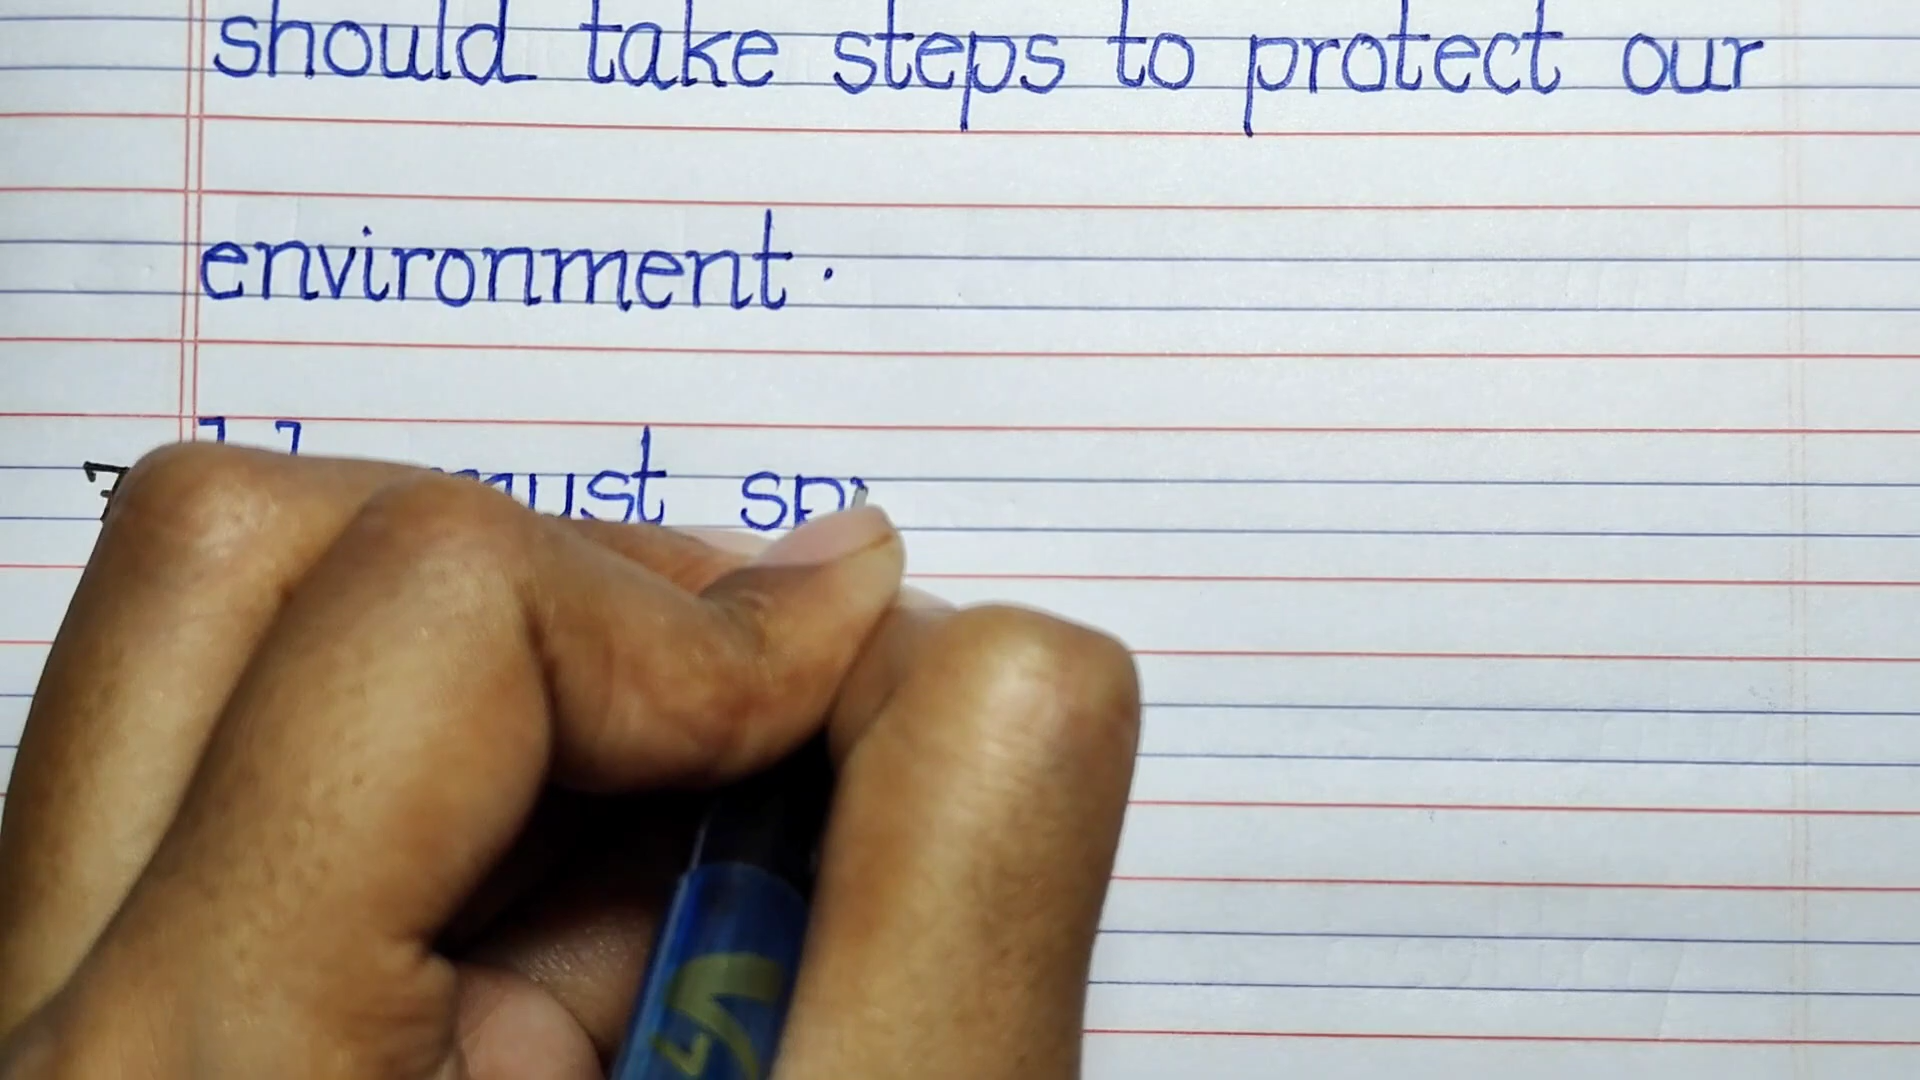 should take steps to protect our
environment.
must